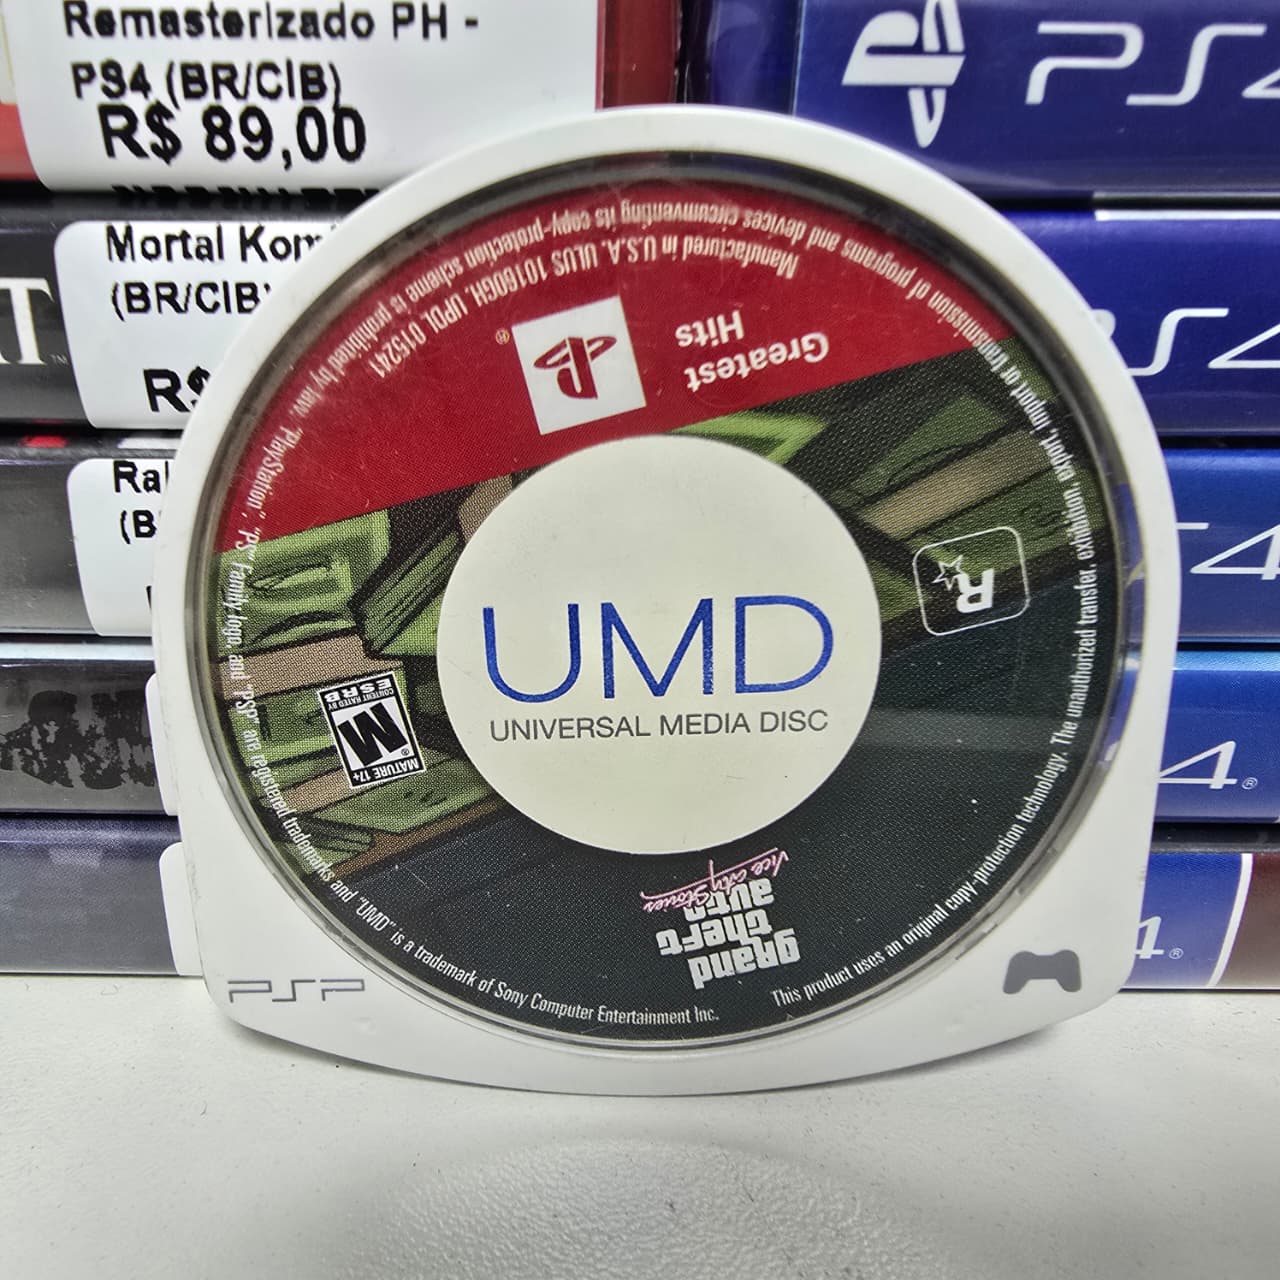 Remasterizado PH -
PS4 (BR/CIB)
R$ 89,00
Mortal Kom
(BR/CIB)
R$
Ral
(B
PS4
PS4
4
4®
4®
Transmission of programs and devices circumventing its copy-protection scheme is prohibited by law. "PlayStation", "PS" Family logo, and "PSP" are registered trademarks and "UMD" is a trademark of Sony Computer Entertainment Inc.
Manufactured in U.S.A. ULUS 10160GH. UPDL 015241
Greatest
Hits
®
R
MATURE 17+
M®
CONTENT RATED BY
ESRB
UMD
UNIVERSAL MEDIA DISC
grand
theft
auto
Vice City Stories
This product uses an original copy-protection technology. The unauthorized transfer, exhibition, export, import or
PSP